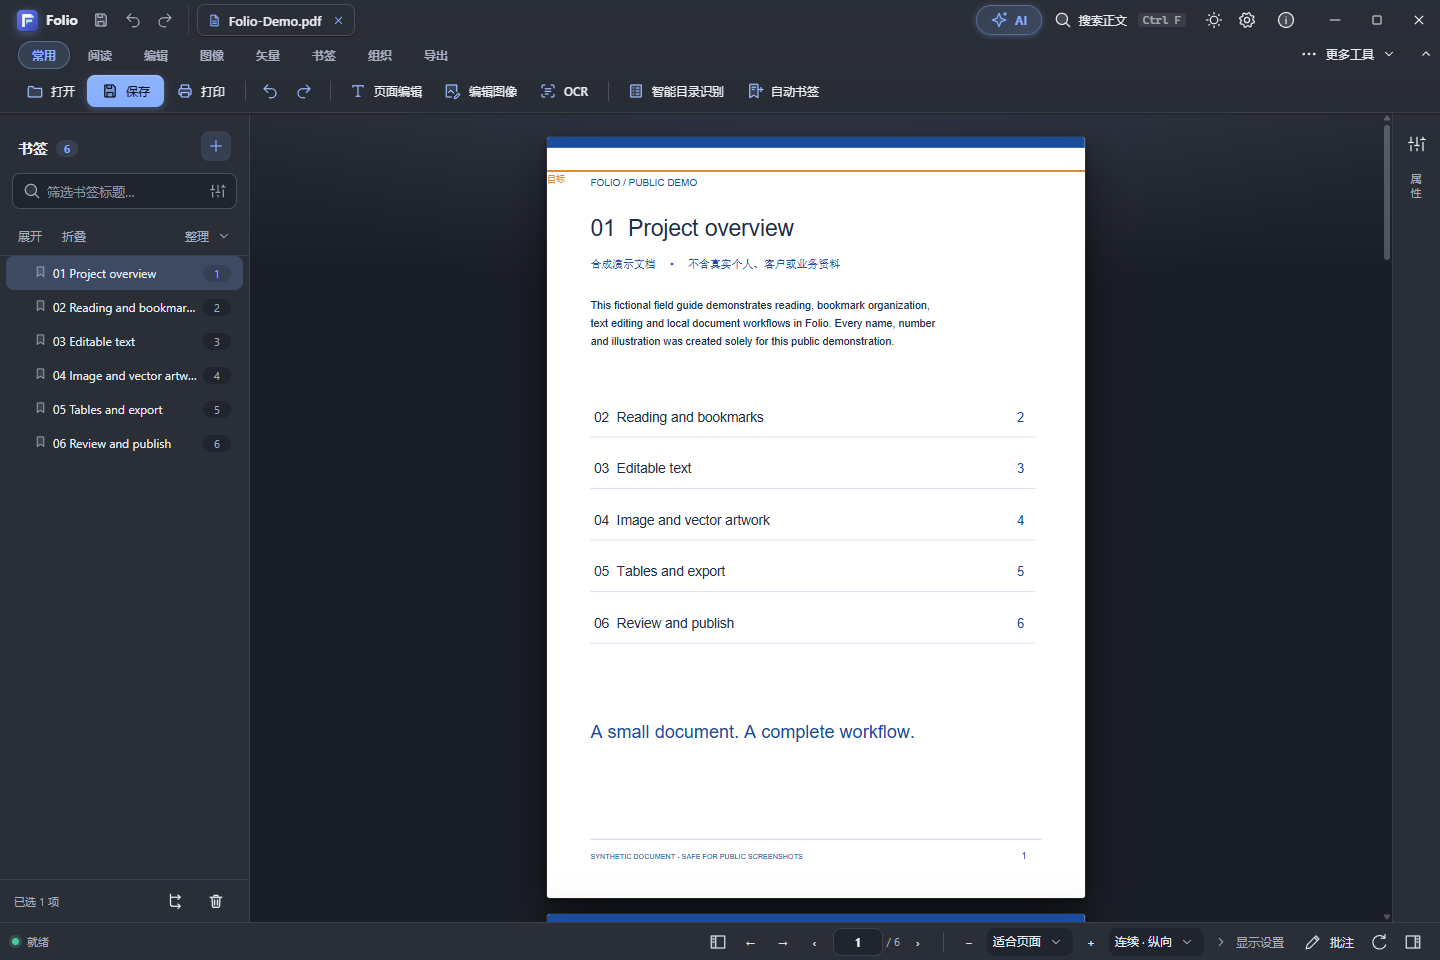 Folio
Folio-Demo.pdf
AI
搜索正文
Ctrl F
常用
阅读
编辑
图像
矢量
书签
组织
导出
更多工具
打开
保存
打印
页面编辑
编辑图像
OCR
智能目录识别
自动书签
书签 6
筛选书签标题...
展开
折叠
整理
01 Project overview 1
02 Reading and bookmar... 2
03 Editable text 3
04 Image and vector artw... 4
05 Tables and export 5
06 Review and publish 6
已选 1 项
目标
FOLIO / PUBLIC DEMO
01 Project overview
合成演示文档 • 不含真实个人、客户或业务资料
This fictional field guide demonstrates reading, bookmark organization,
text editing and local document workflows in Folio. Every name, number
and illustration was created solely for this public demonstration.
02 Reading and bookmarks 2
03 Editable text 3
04 Image and vector artwork 4
05 Tables and export 5
06 Review and publish 6
A small document. A complete workflow.
SYNTHETIC DOCUMENT - SAFE FOR PUBLIC SCREENSHOTS 1
属性
就绪
1 / 6
适合页面
连续 · 纵向
显示设置
批注